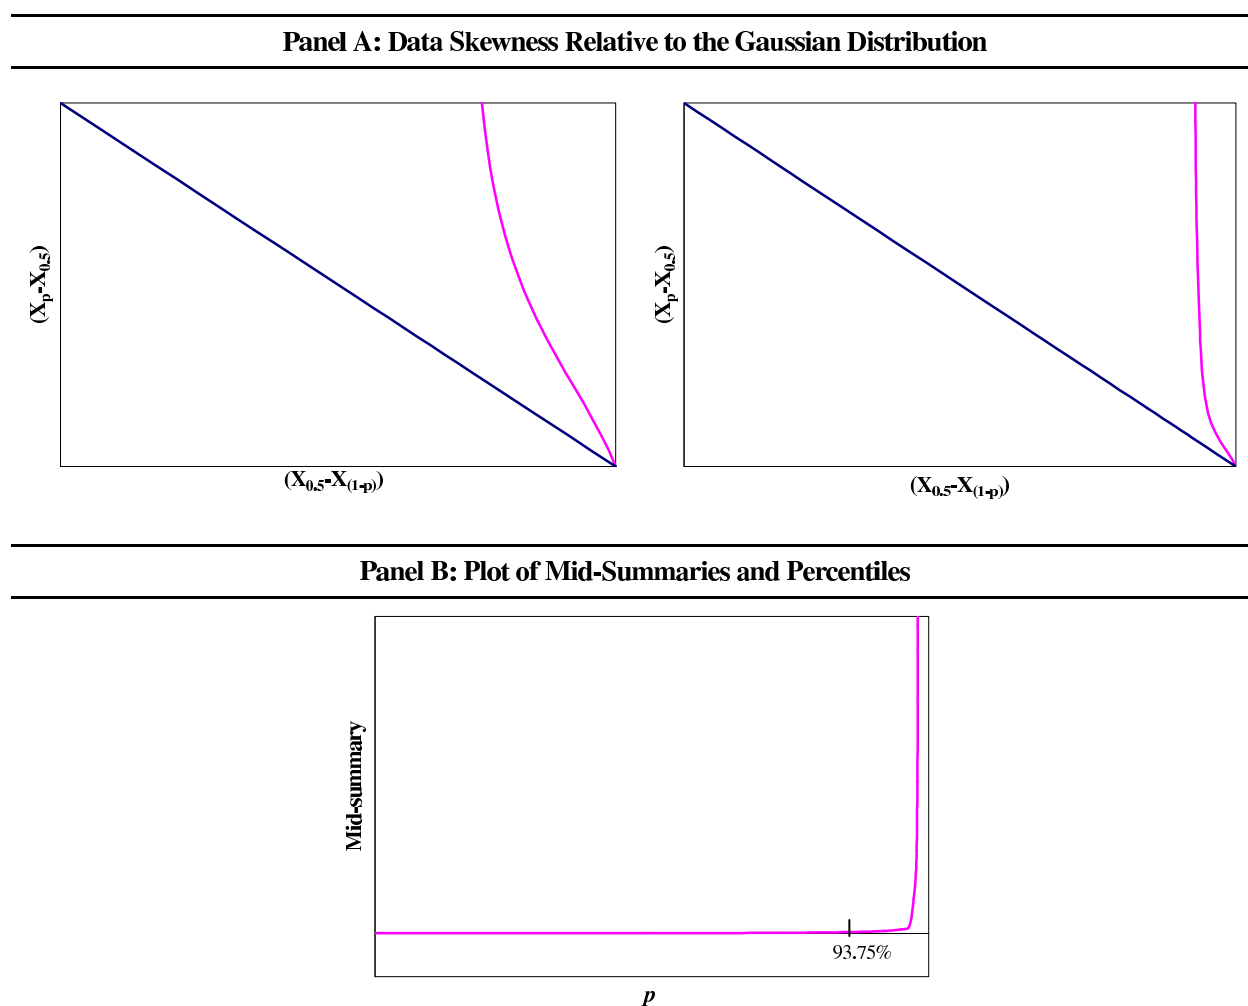 Panel A: Data Skewness Relative to the Gaussian Distribution
(Xp-X0.5)
(X0.5-X(1-p))
(Xp-X0.5)
(X0.5-X(1-p))
Panel B: Plot of Mid-Summaries and Percentiles
Mid-summary
93.75%
p